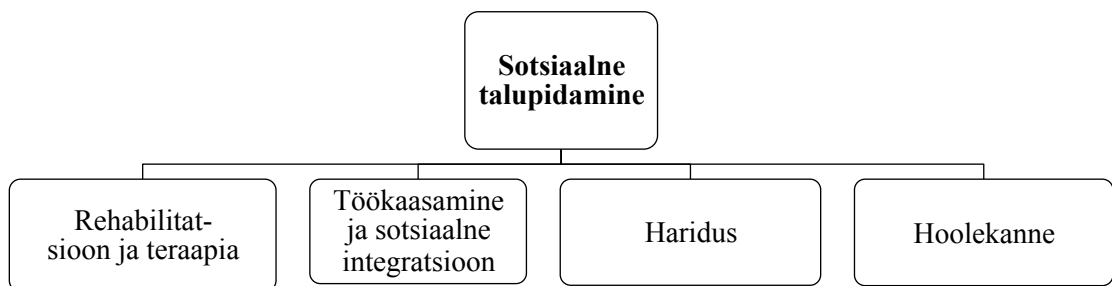 Sotsiaalne
talupidamine
Rehabilitat-
sioon ja teraapia
Töökaasamine
ja sotsiaalne
integratsioon
Haridus
Hoolekanne